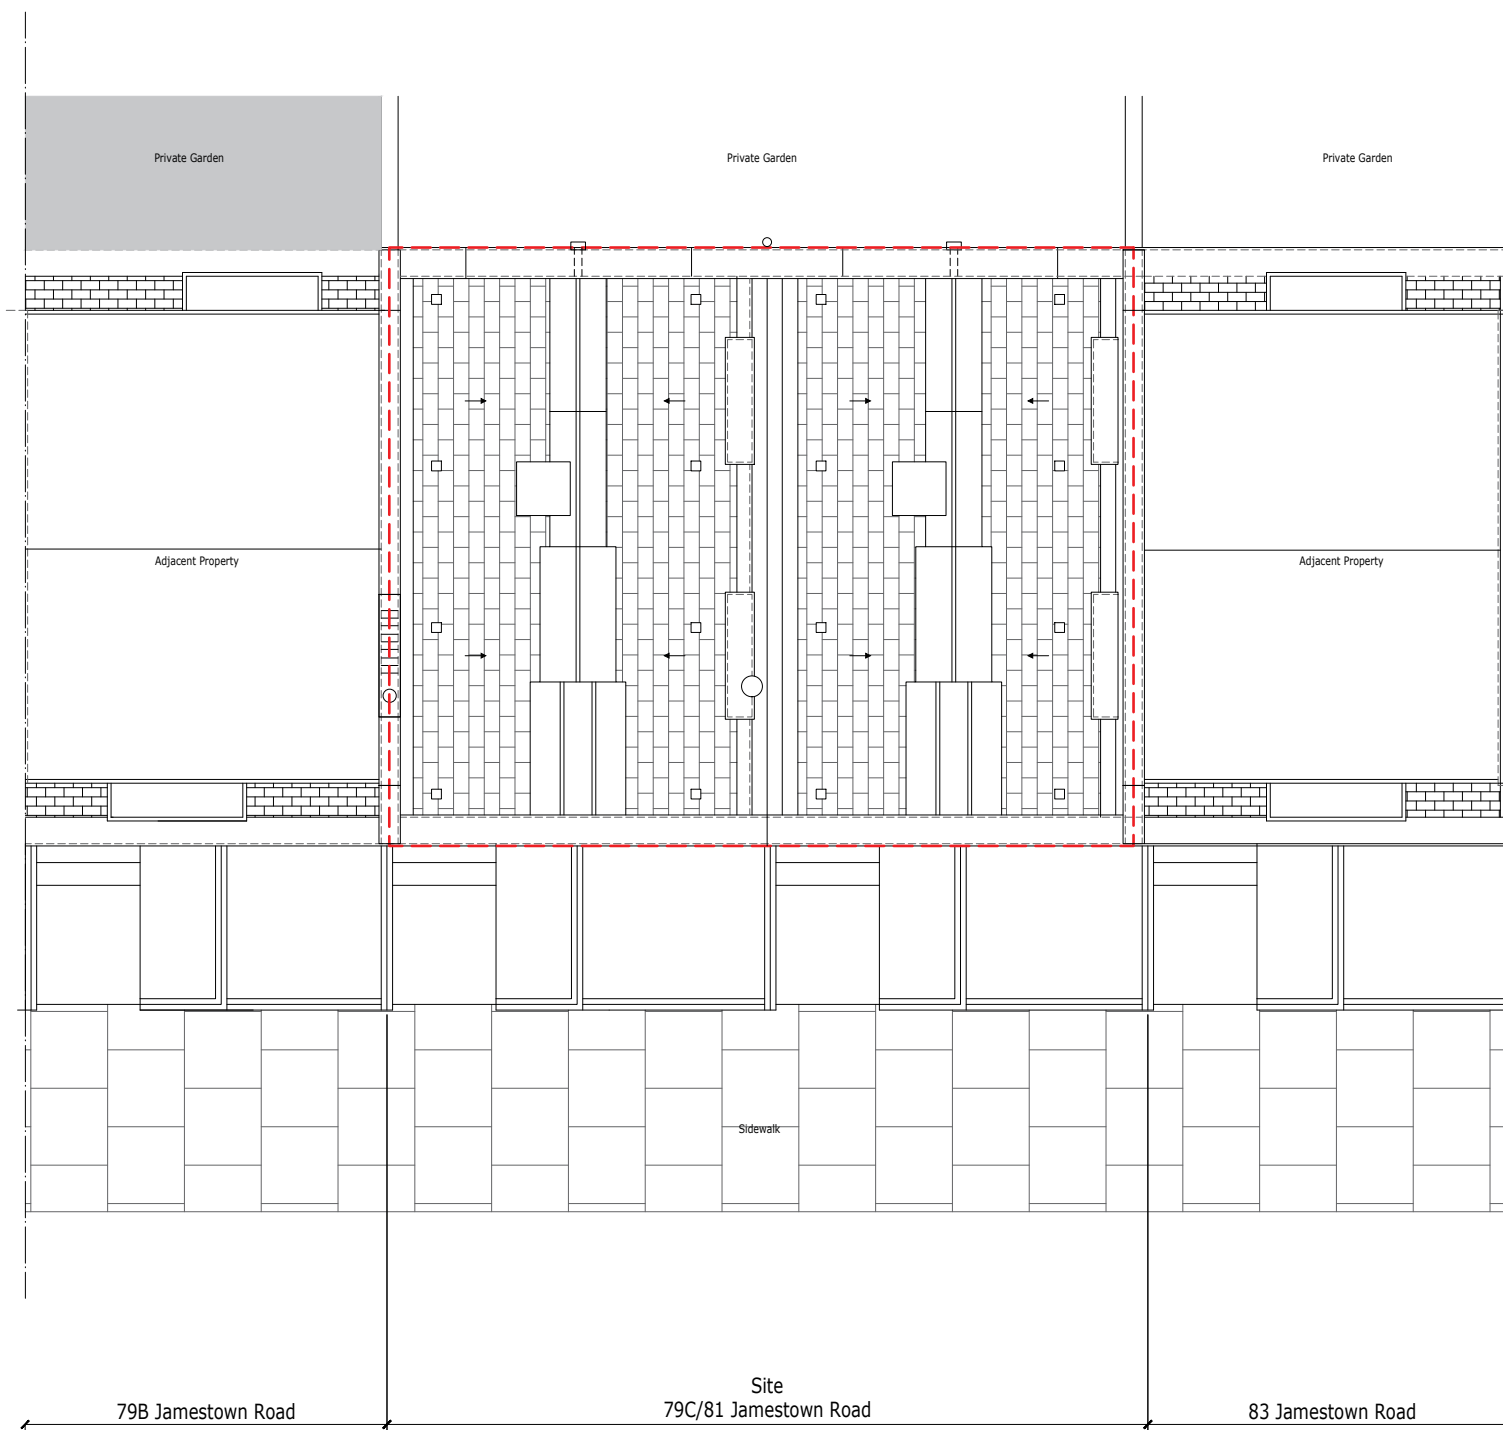 Private Garden
Private Garden
Private Garden
Adjacent Property
Adjacent Property
Sidewalk
Site
79B Jamestown Road
79C/81 Jamestown Road
83 Jamestown Road